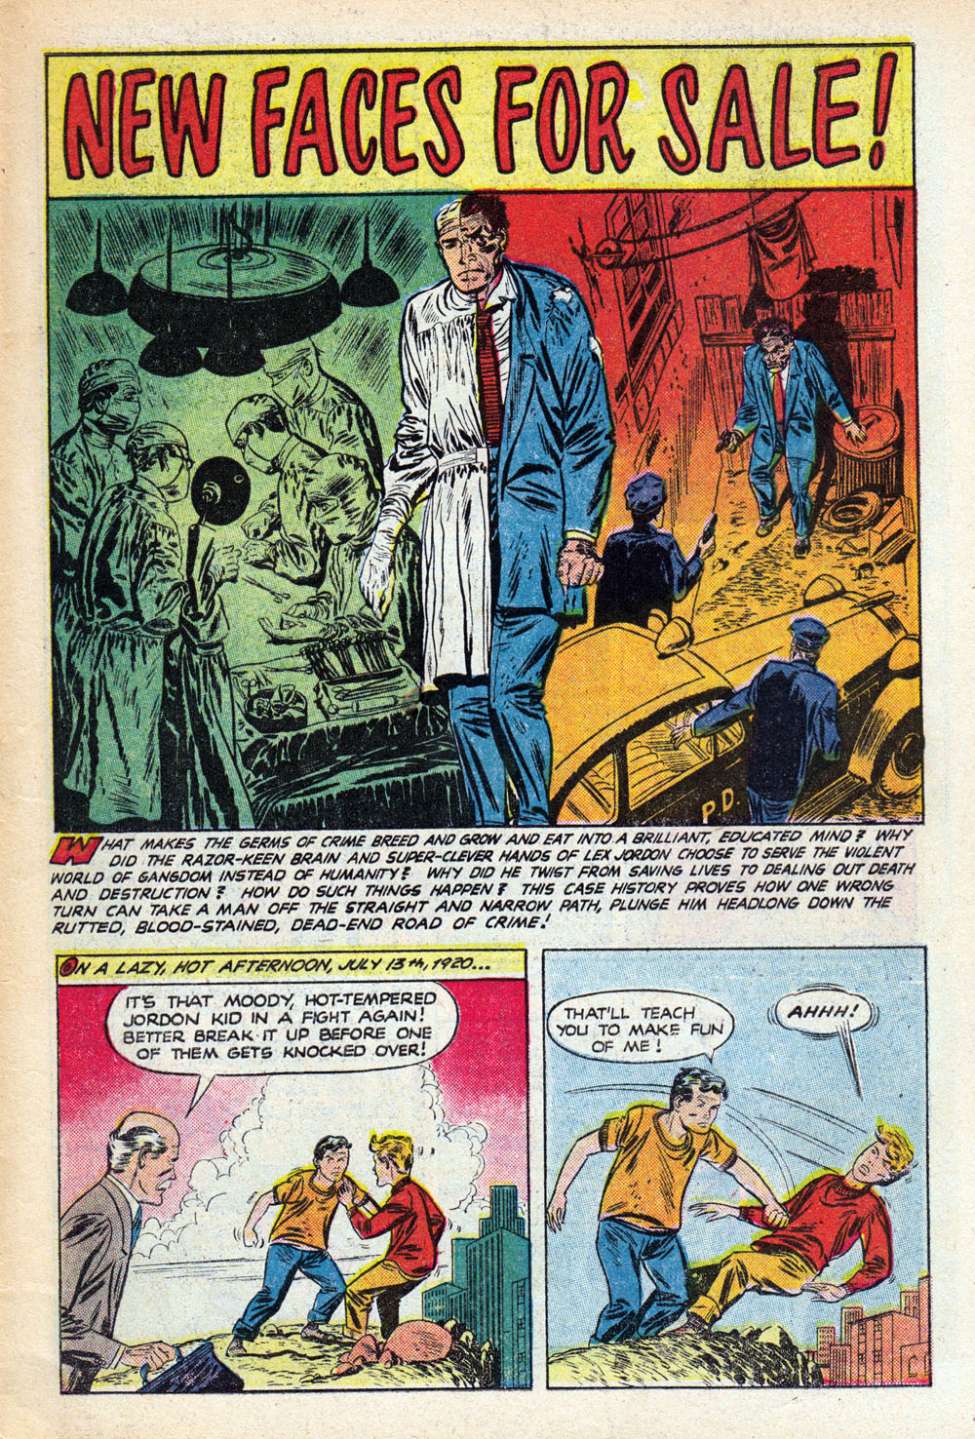 NEW FACES FOR SALE!
P.D.
WHAT MAKES THE GERMS OF CRIME BREED AND GROW AND EAT INTO A BRILLIANT, EDUCATED MIND? WHY
DID THE RAZOR-KEEN BRAIN AND SUPER-CLEVER HANDS OF LEX JORDON CHOOSE TO SERVE THE VIOLENT
WORLD OF GANGDOM INSTEAD OF HUMANITY? WHY DID HE TWIST FROM SAVING LIVES TO DEALING OUT DEATH
AND DESTRUCTION? HOW DO SUCH THINGS HAPPEN? THIS CASE HISTORY PROVES HOW ONE WRONG
TURN CAN TAKE A MAN OFF THE STRAIGHT AND NARROW PATH, PLUNGE HIM HEADLONG DOWN THE
RUTTED, BLOOD-STAINED, DEAD-END ROAD OF CRIME!
ON A LAZY, HOT AFTERNOON, JULY 13TH, 1920...
IT'S THAT MOODY, HOT-TEMPERED
JORDON KID IN A FIGHT AGAIN!
BETTER BREAK IT UP BEFORE ONE
OF THEM GETS KNOCKED OVER!
THAT'LL TEACH
YOU TO MAKE FUN
OF ME!
AHHH!